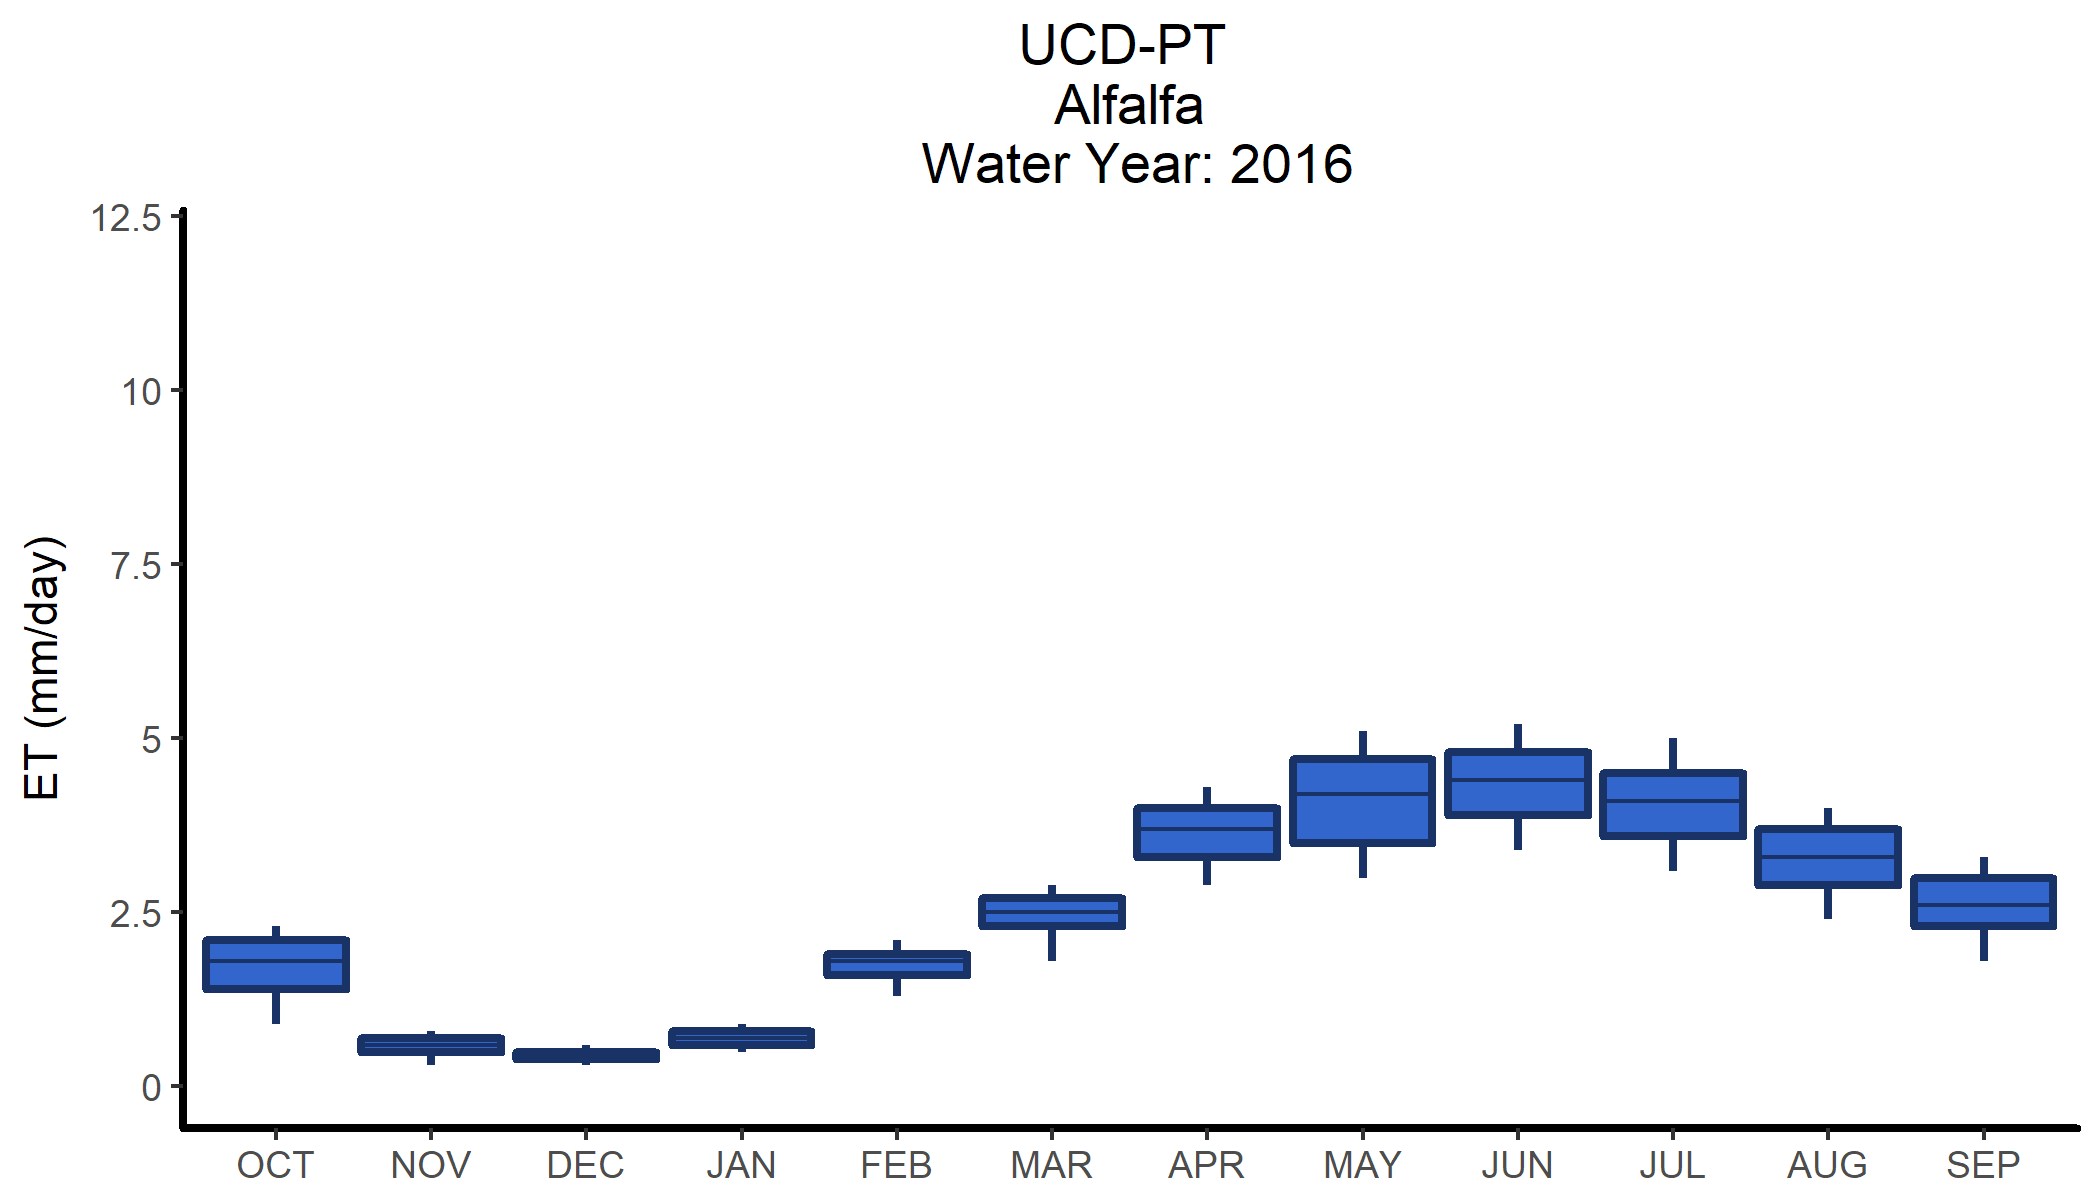 UCD-PT
Alfalfa
Water Year: 2016
12.5
10
7.5
5
2.5
0
ET (mm/day)
OCT NOV DEC JAN FEB MAR APR MAY JUN JUL AUG SEP